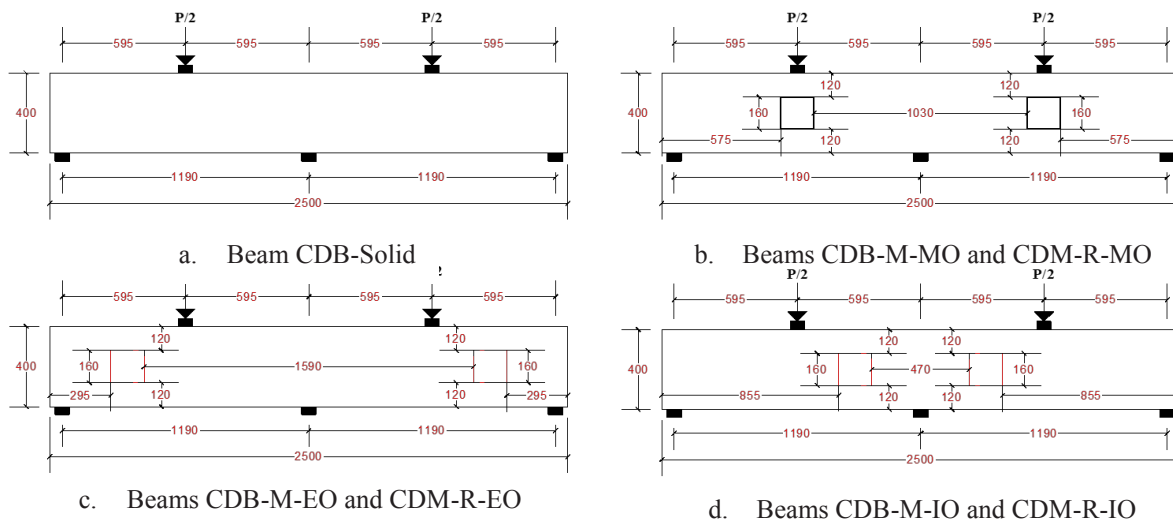 P/2 P/2
595 595 595 595
400
1190 1190
2500
a. Beam CDB-Solid
P/2 P/2
595 595 595 595
120 120
400 160 1030 160
120 120
575 575
1190 1190
2500
b. Beams CDB-M-MO and CDM-R-MO
595 595 595 595
120 120
400 160 1590 160
120 120
295 295
1190 1190
2500
c. Beams CDB-M-EO and CDM-R-EO
P/2 P/2
595 595 595 595
120 120
400 160 470 160
120 120
855 855
1190 1190
2500
d. Beams CDB-M-IO and CDM-R-IO